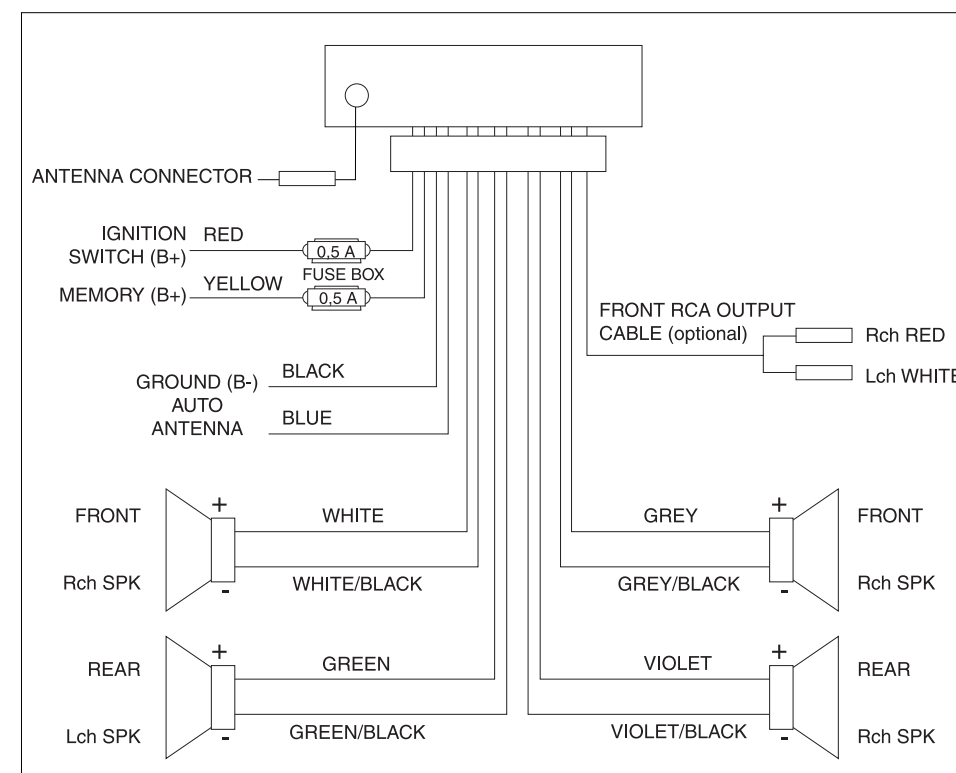 ANTENNA CONNECTOR
IGNITION
SWITCH (B+)
RED
0,5 A
FUSE BOX
MEMORY (B+)
YELLOW
0,5 A
FRONT RCA OUTPUT
CABLE (optional)
Rch RED
Lch WHITE
GROUND (B-)
BLACK
AUTO
ANTENNA
BLUE
FRONT
Rch SPK
+
-
WHITE
WHITE/BLACK
GREY
GREY/BLACK
+
-
FRONT
Rch SPK
REAR
Lch SPK
+
-
GREEN
GREEN/BLACK
VIOLET
VIOLET/BLACK
+
-
REAR
Rch SPK